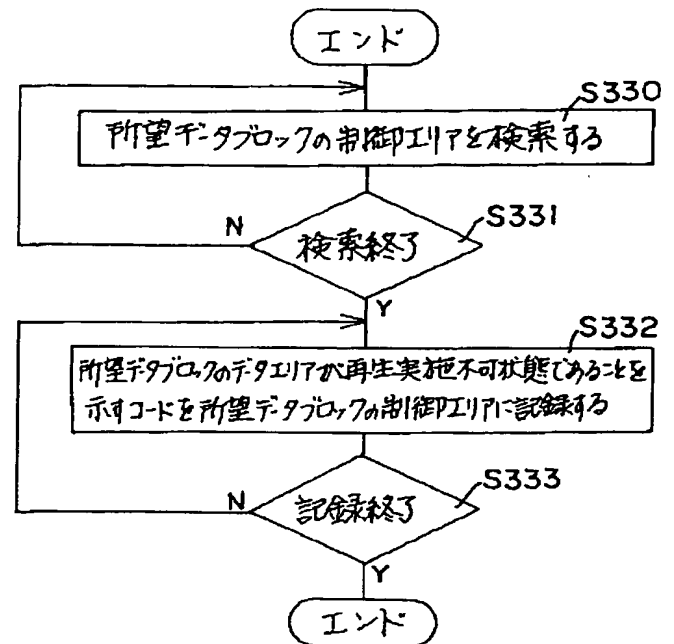 エンド
S330
所望データブロックの制御エリアを検索する
S331
N
検索終了
Y
S332
所望データブロックのデータエリアが再生実施不可状態であることを
示すコードを所望データブロックの制御エリアに記録する
S333
N
記録終了
Y
エンド